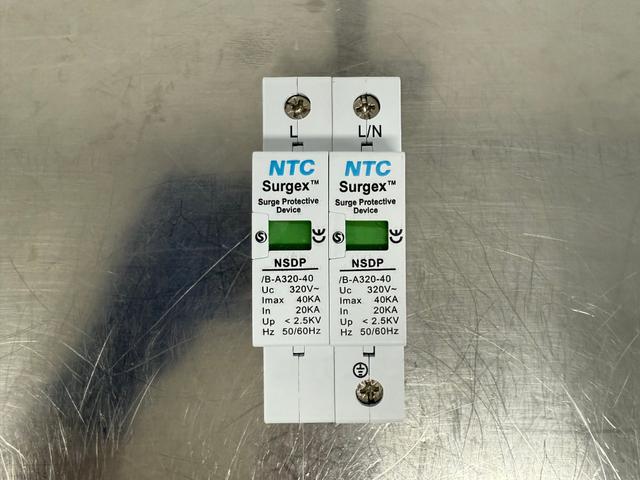 L L/N
NTC
Surgex™
Surge Protective
Device
NSDP
/B-A320-40
Uc 320V~
Imax 40KA
In 20KA
Up < 2.5KV
Hz 50/60Hz
NTC
Surgex™
Surge Protective
Device
NSDP
/B-A320-40
Uc 320V~
Imax 40KA
In 20KA
Up < 2.5KV
Hz 50/60Hz